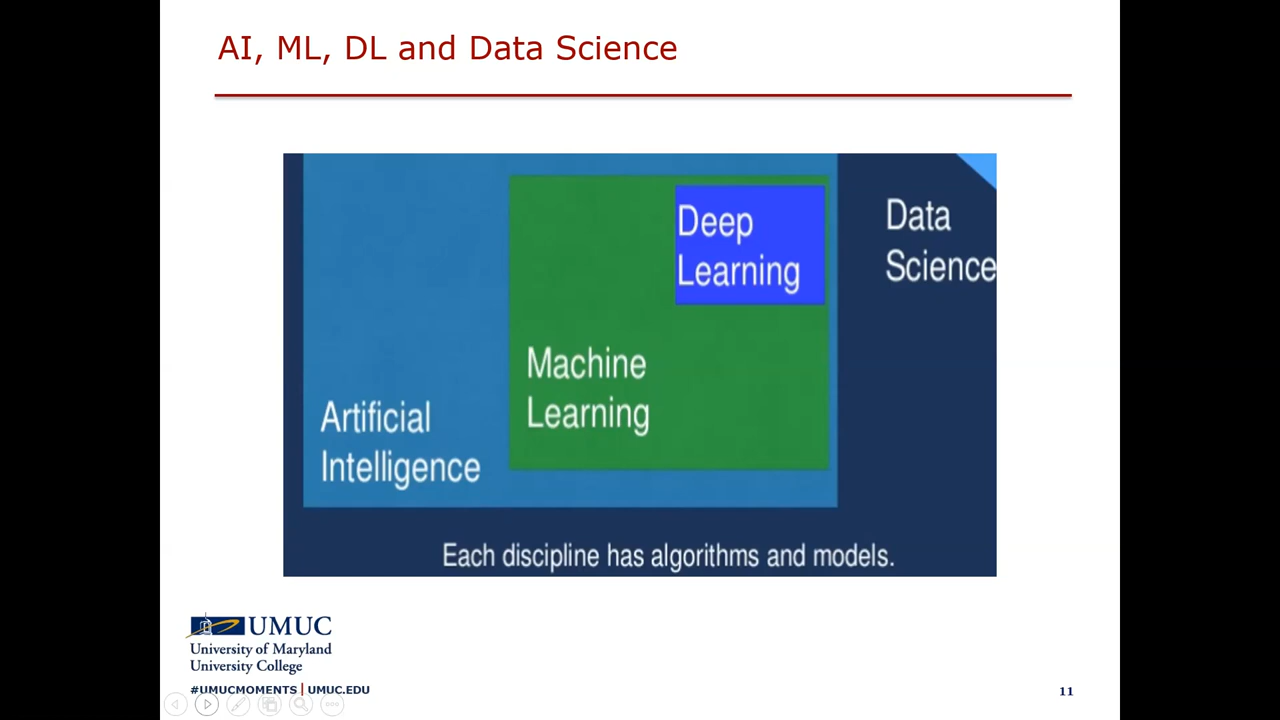 AI, ML, DL and Data Science
Deep
Learning
Data
Science
Machine
Learning
Artificial
Intelligence
Each discipline has algorithms and models.
UMUC
University of Maryland
University College
#UMUCMOMENTS | UMUC.EDU
11